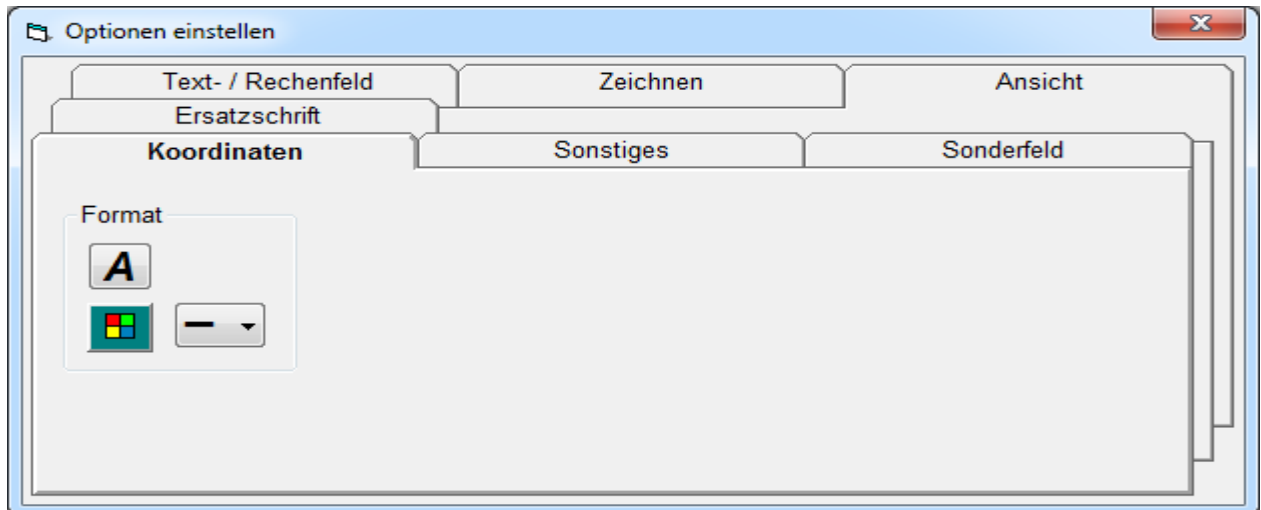 Optionen einstellen
Text- / Rechenfeld Zeichnen Ansicht
Ersatzschrift
Koordinaten Sonstiges Sonderfeld
Format
A